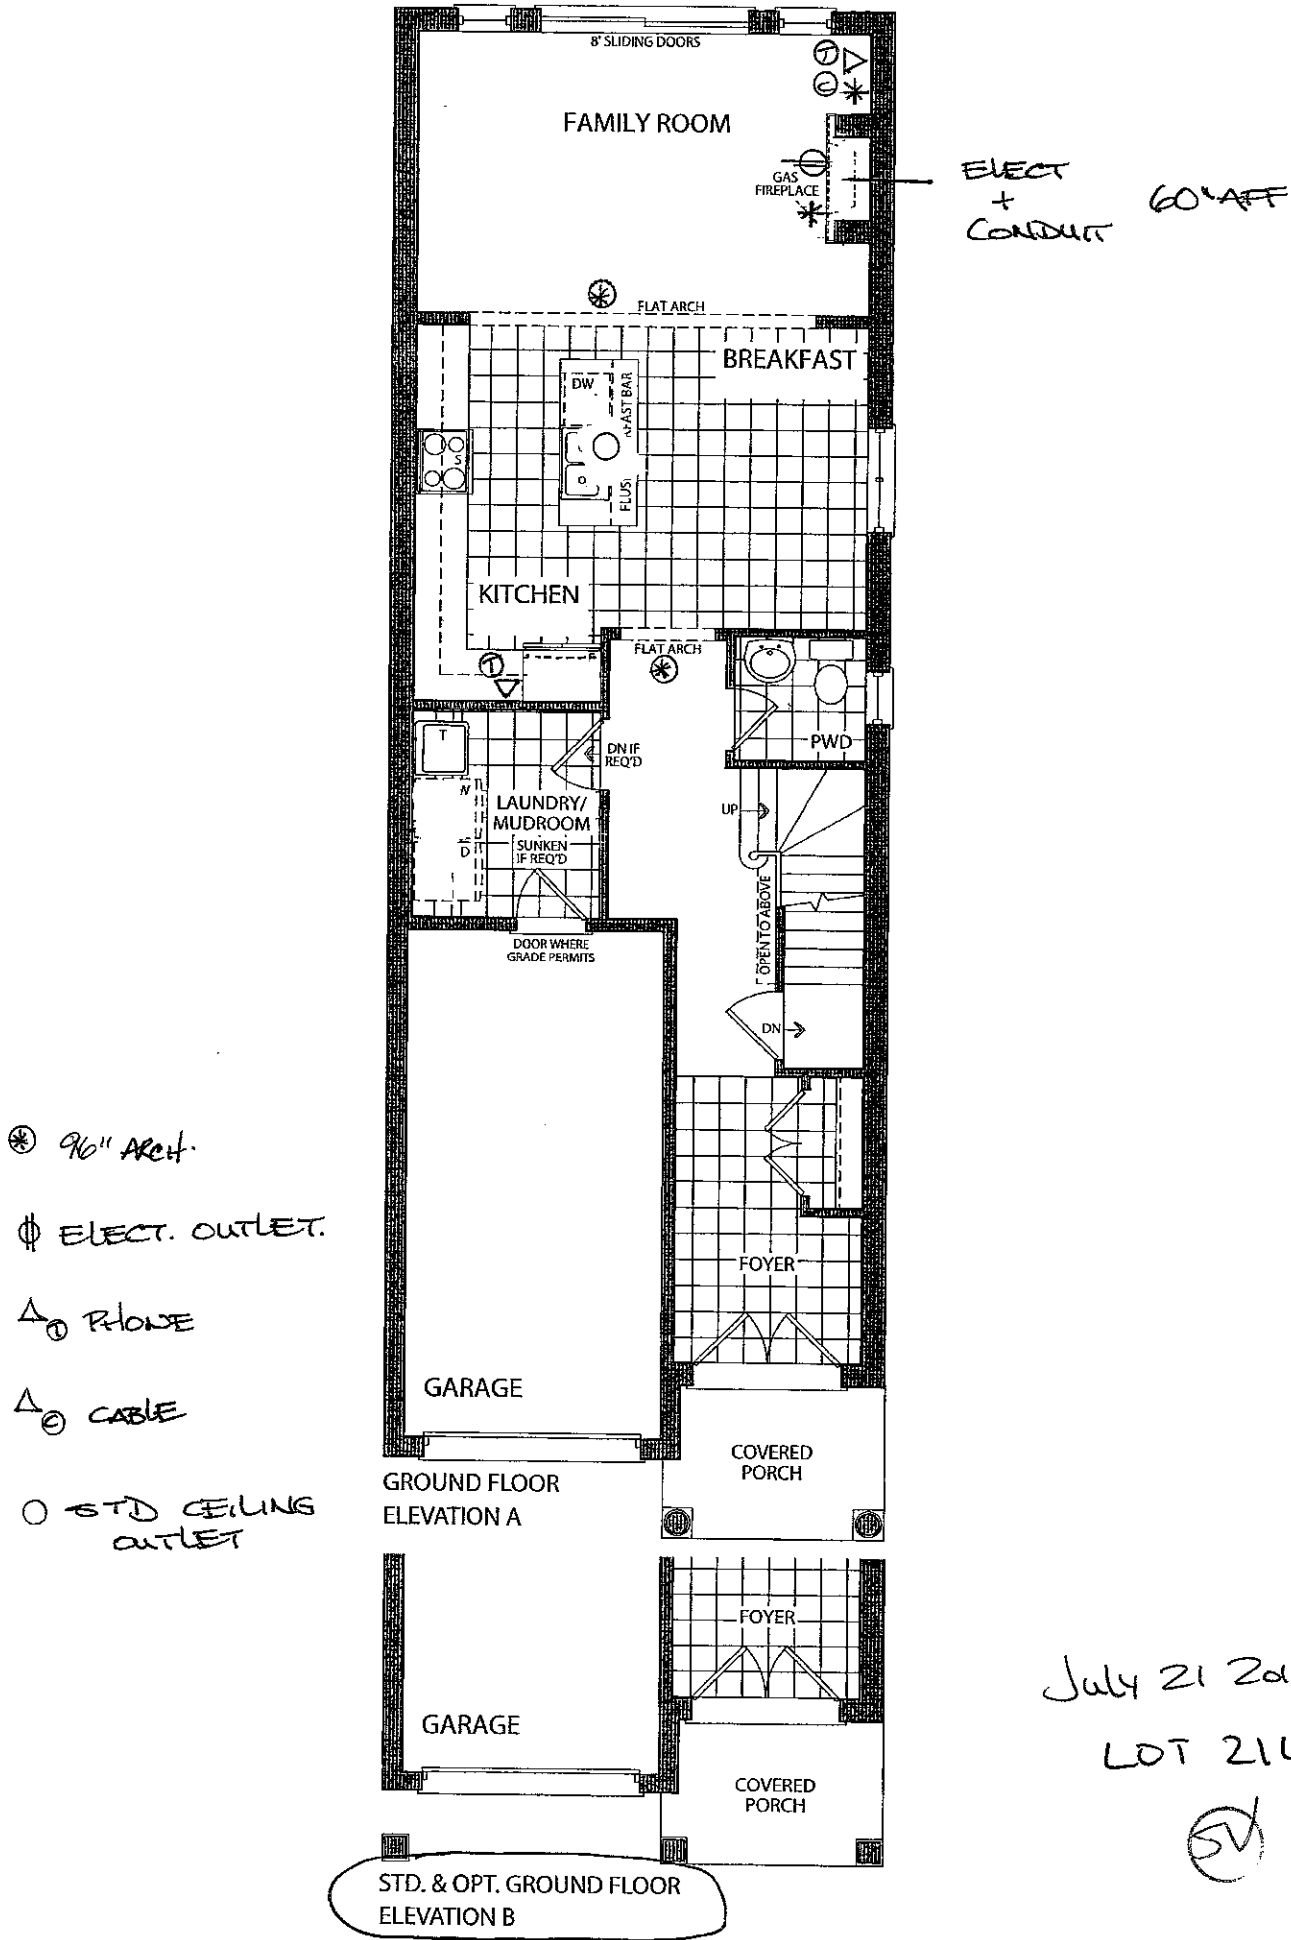 8' SLIDING DOORS
T
C
FAMILY ROOM
GAS
FIREPLACE
ELECT
+
CONDUIT
60" AFF
FLAT ARCH
BREAKFAST
DW
FLUSH
S
KITCHEN
T
FLAT ARCH
PWD
T
DN IF
REQ'D
LAUNDRY/
MUDROOM
D
SUNKEN
IF REQ'D
UP
OPEN TO ABOVE
DOOR WHERE
GRADE PERMITS
DN
96" ARCH.
ELECT. OUTLET.
T PHONE
C CABLE
STD CEILING
OUTLET
FOYER
GARAGE
COVERED
PORCH
GROUND FLOOR
ELEVATION A
FOYER
GARAGE
COVERED
PORCH
STD. & OPT. GROUND FLOOR
ELEVATION B
July 21
LOT
SV